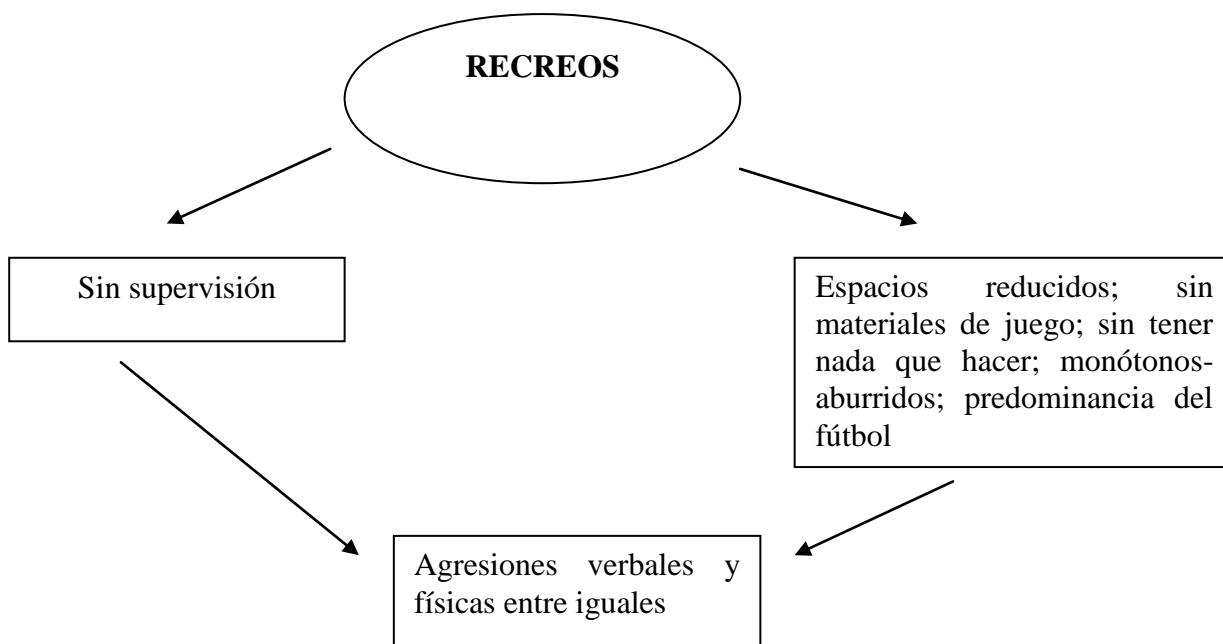 RECREOS
Sin supervisión
Espacios reducidos; sin
materiales de juego; sin tener
nada que hacer; monótonos-
aburridos; predominancia del
fútbol
Agresiones verbales y
físicas entre iguales